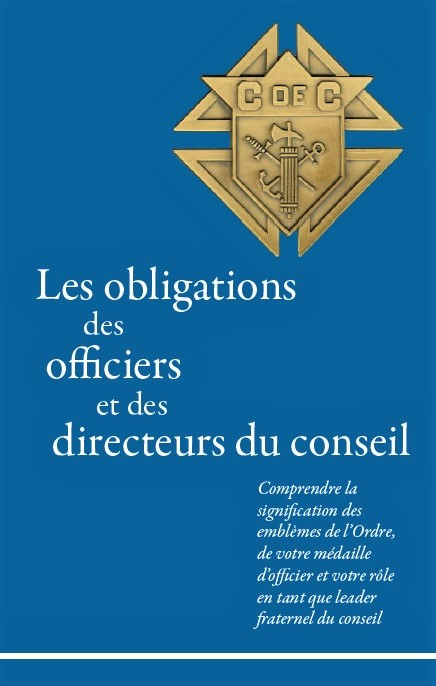 C DE C
Les obligations
des
officiers
et des
directeurs du conseil
Comprendre la
signification des
emblèmes de l'Ordre,
de votre médaille
d'officier et votre rôle
en tant que leader
fraternel du conseil